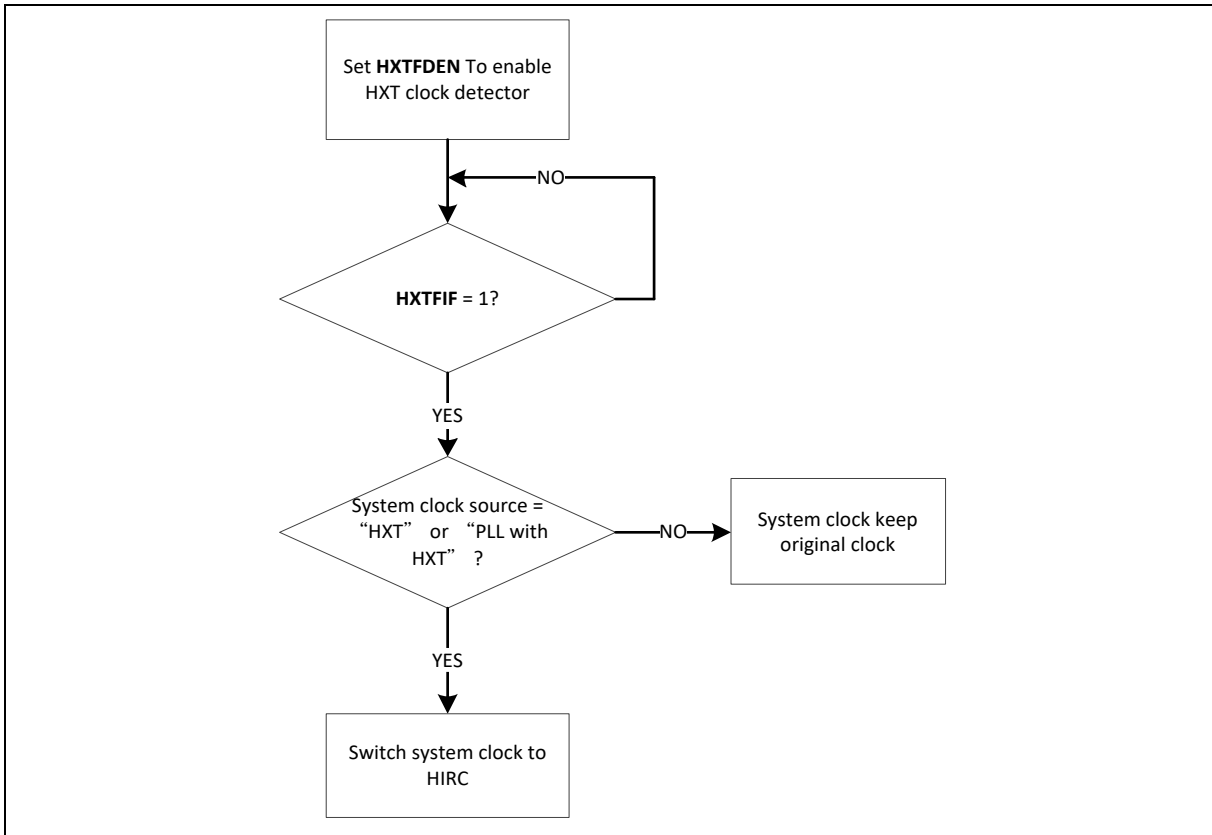 Set HXTFDEN To enable
HXT clock detector
NO
HXTFIF = 1?
YES
System clock source =
“HXT” or “PLL with
HXT” ?
NO
System clock keep
original clock
YES
Switch system clock to
HIRC